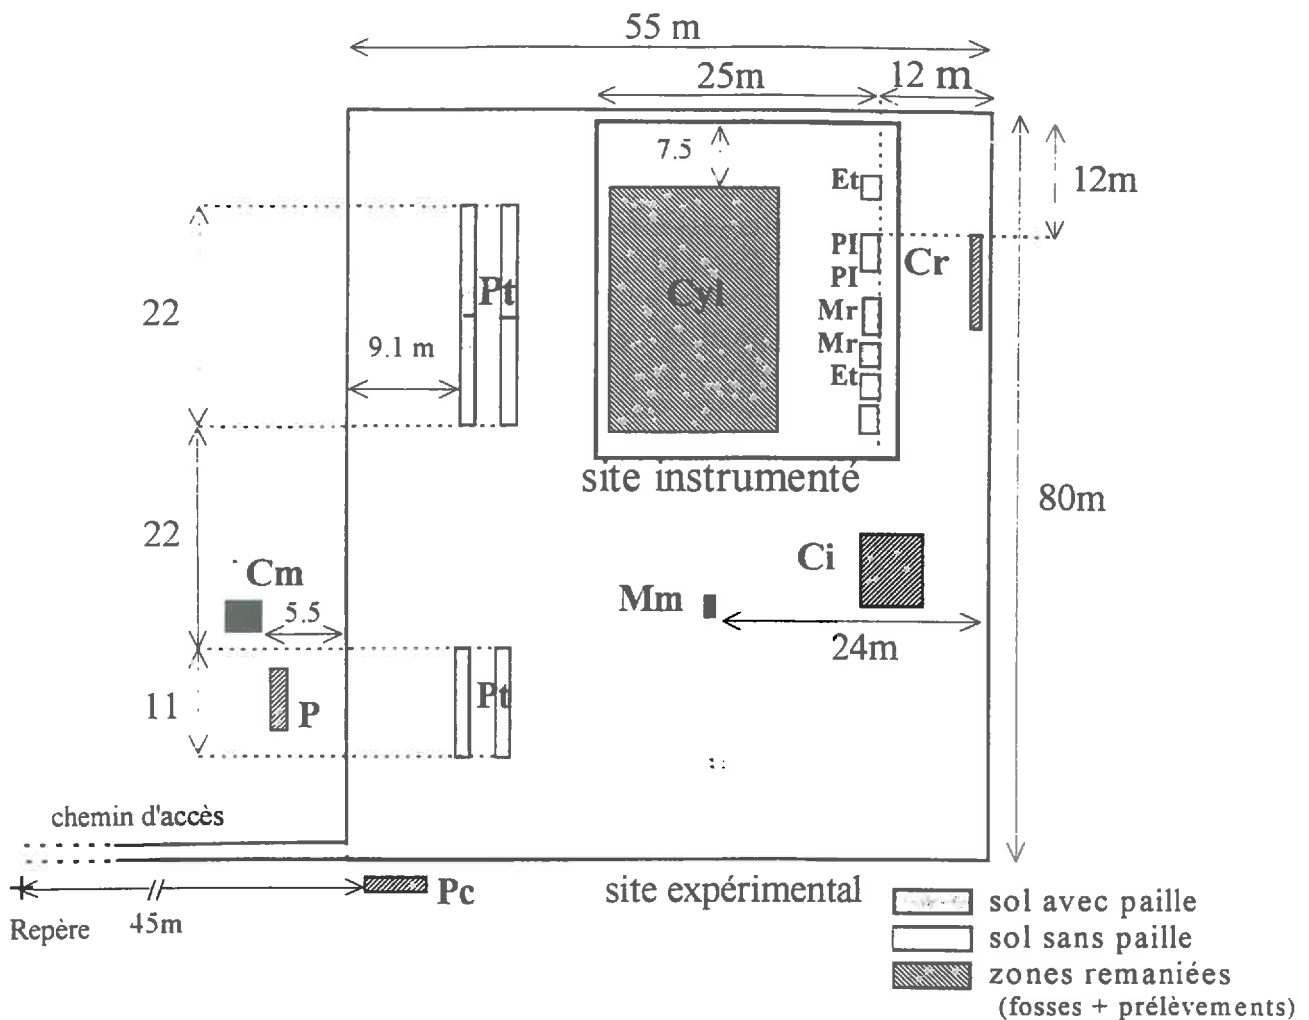 55 m
25m
12 m
7.5
Et
12m
Pl
Cr
Pl
Pt
Cyl
22
Mr
9.1 m
Mr
Et
site instrumenté
80m
22
Ci
Cm
Mm
5.5
24m
11
Pt
P
chemin d'accès
Pc
site expérimental
Repère
45m
sol avec paille
sol sans paille
zones remaniées
(fosses + prélèvements)